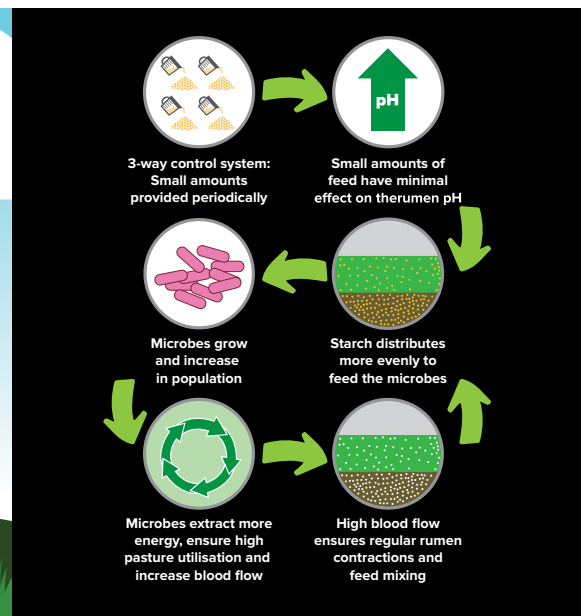 pH
3-way control system:
Small amounts
provided periodically
Small amounts of
feed have minimal
effect on therumen pH
Microbes grow
and increase
in population
Starch distributes
more evenly to
feed the microbes
Microbes extract more
energy, ensure high
pasture utilisation and
increase blood flow
High blood flow
ensures regular rumen
contractions and
feed mixing